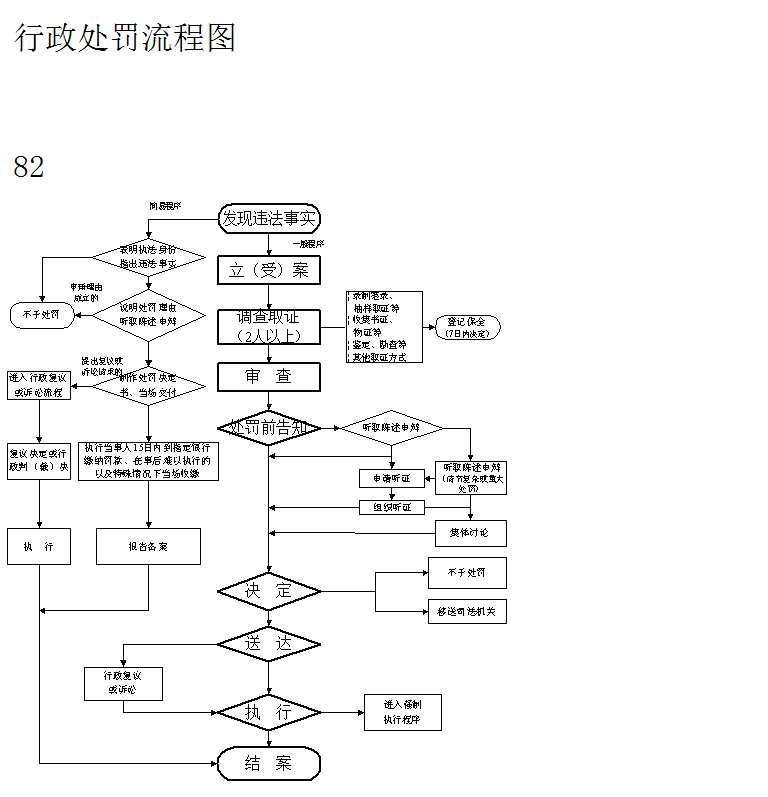 行政处罚流程图
82
简易程序
发现违法事实
一般程序
表明执法身份
指出违法事实
立（受）案
申辩理由
成立的
不予处罚
说明处罚理由
听取陈述申辩
调查取证
（2人以上）
录制笔录、
抽样取证等
收集书证、
物证等
鉴定、勘查等
其他取证方式
登记保全
（7日内决定）
提出复议或
诉讼请求的
进入行政复议
或诉讼流程
制作处罚决定
书、当场交付
审 查
处罚前告知
听取陈述申辩
复议决定或行
政判（裁）决
执行当事人15日内到指定银行
缴纳罚款、在事后难以执行的
以及特殊情况下当场收缴
申请听证
听取陈述申辩
（情节复杂或重大
处罚）
组织听证
执 行
报当备案
集体讨论
决 定
不予处罚
移送司法机关
送 达
行政复议
或诉讼
执 行
进入强制
执行程序
结 案